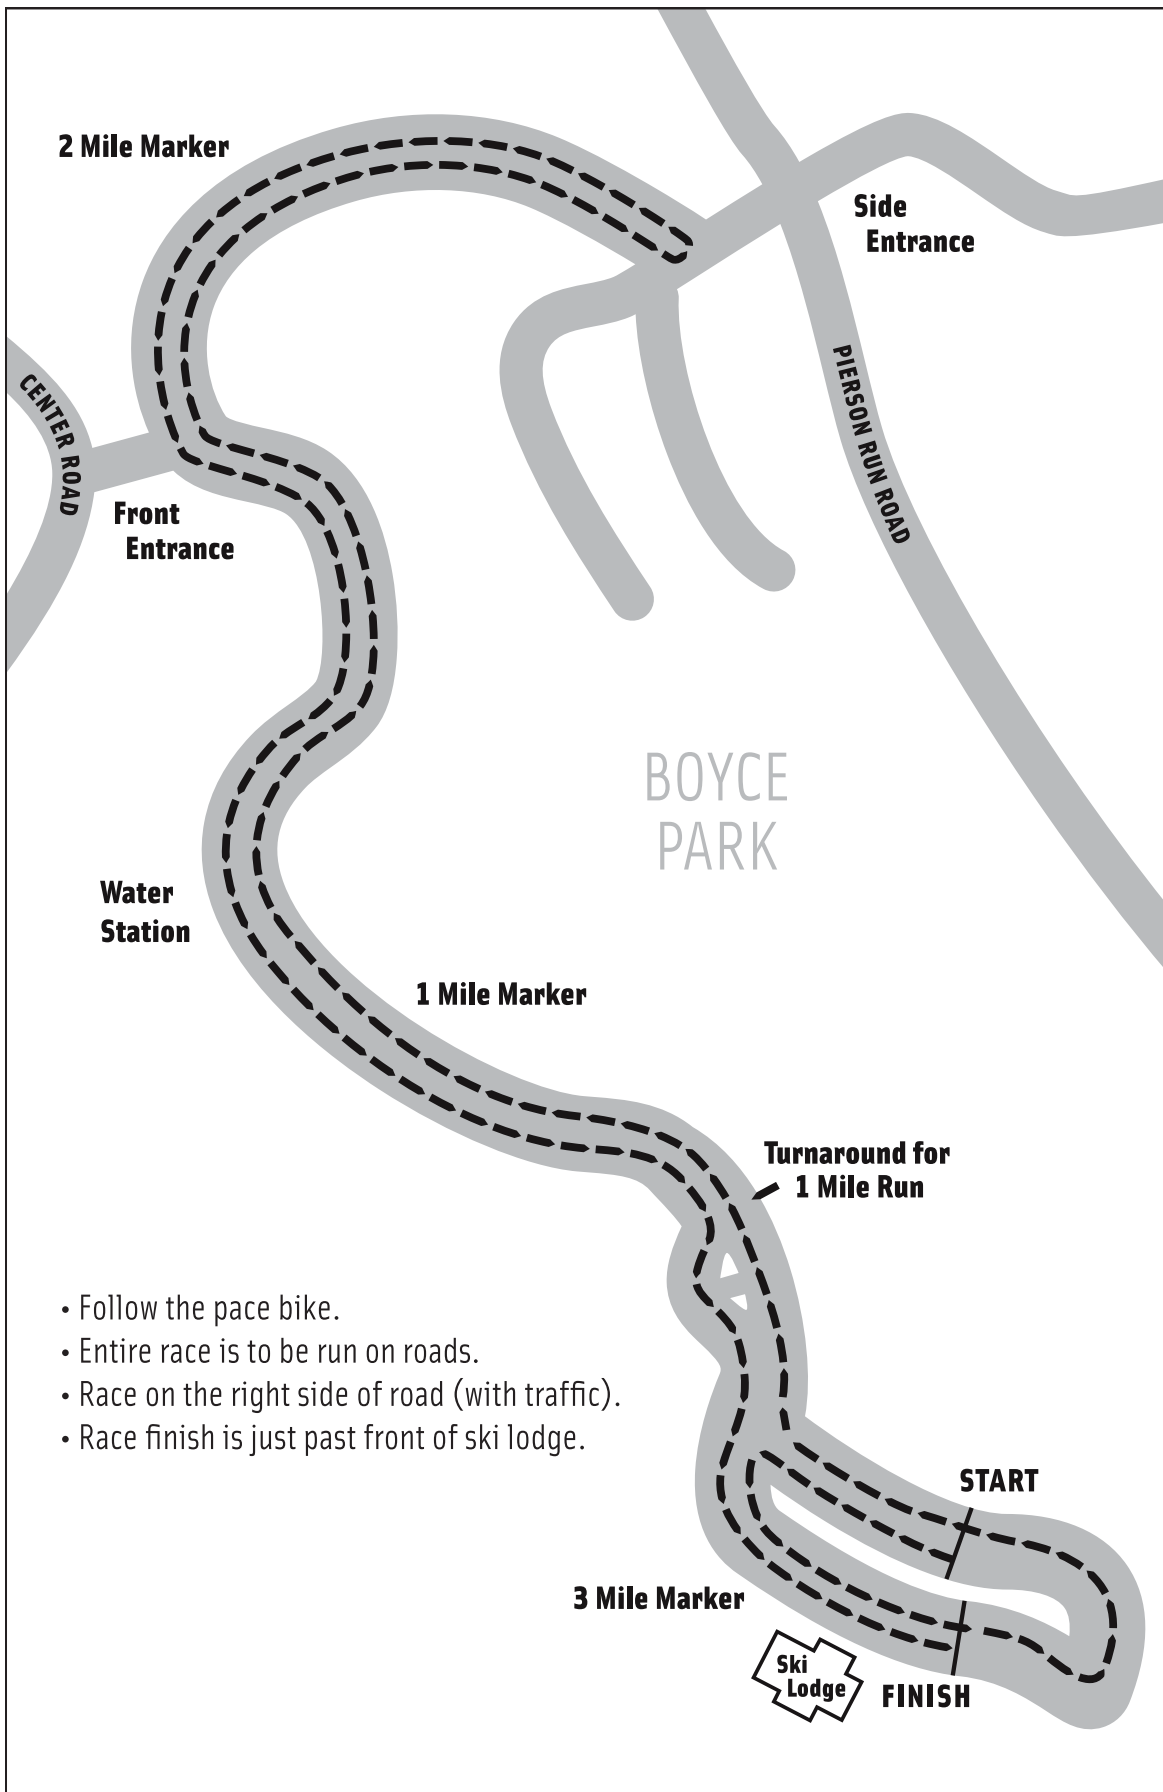 2 Mile Marker
Side
Entrance
PIERSON RUN ROAD
CENTER ROAD
Front
Entrance
BOYCE
PARK
Water
Station
1 Mile Marker
Turnaround for
1 Mile Run
• Follow the pace bike.
• Entire race is to be run on roads.
• Race on the right side of road (with traffic).
• Race finish is just past front of ski lodge.
START
3 Mile Marker
Ski
Lodge
FINISH